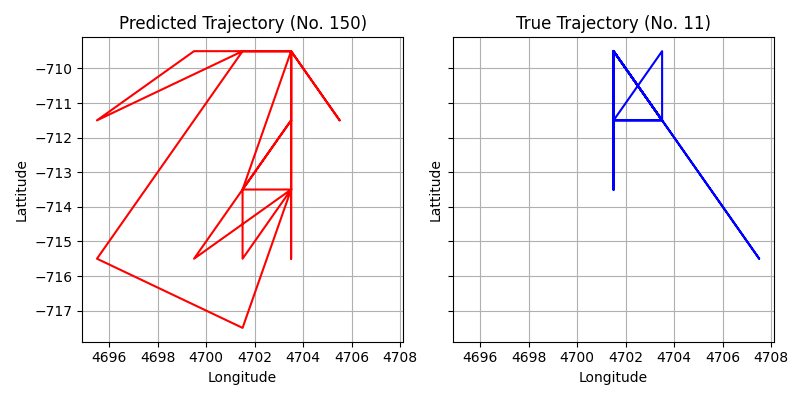 Predicted Trajectory (No. 150)
True Trajectory (No. 11)
Lattitude
−710
−711
−712
−713
−714
−715
−716
−717
4696 4698 4700 4702 4704 4706 4708
Longitude
Lattitude
4696 4698 4700 4702 4704 4706 4708
Longitude